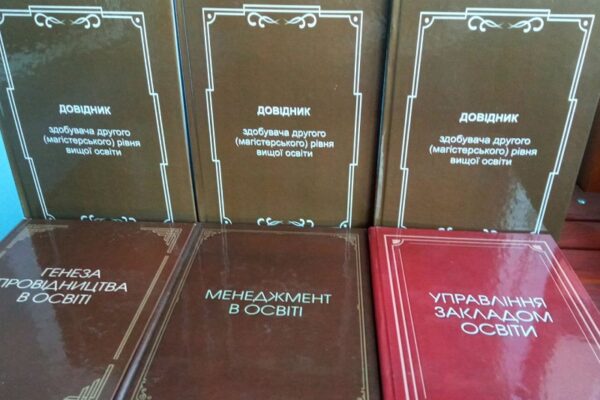 ДОВІДНИК
здобувача другого
(магістерського) рівня
вищої освіти
ДОВІДНИК
здобувача другого
(магістерського) рівня
вищої освіти
ДОВІДНИК
здобувача другого
(магістерського) рівня
вищої освіти
ГЕНЕЗА
ПРОВІДНИЦТВА
В ОСВІТІ
МЕНЕДЖМЕНТ
В ОСВІТІ
УПРАВЛІННЯ
ЗАКЛАДОМ
ОСВІТИ